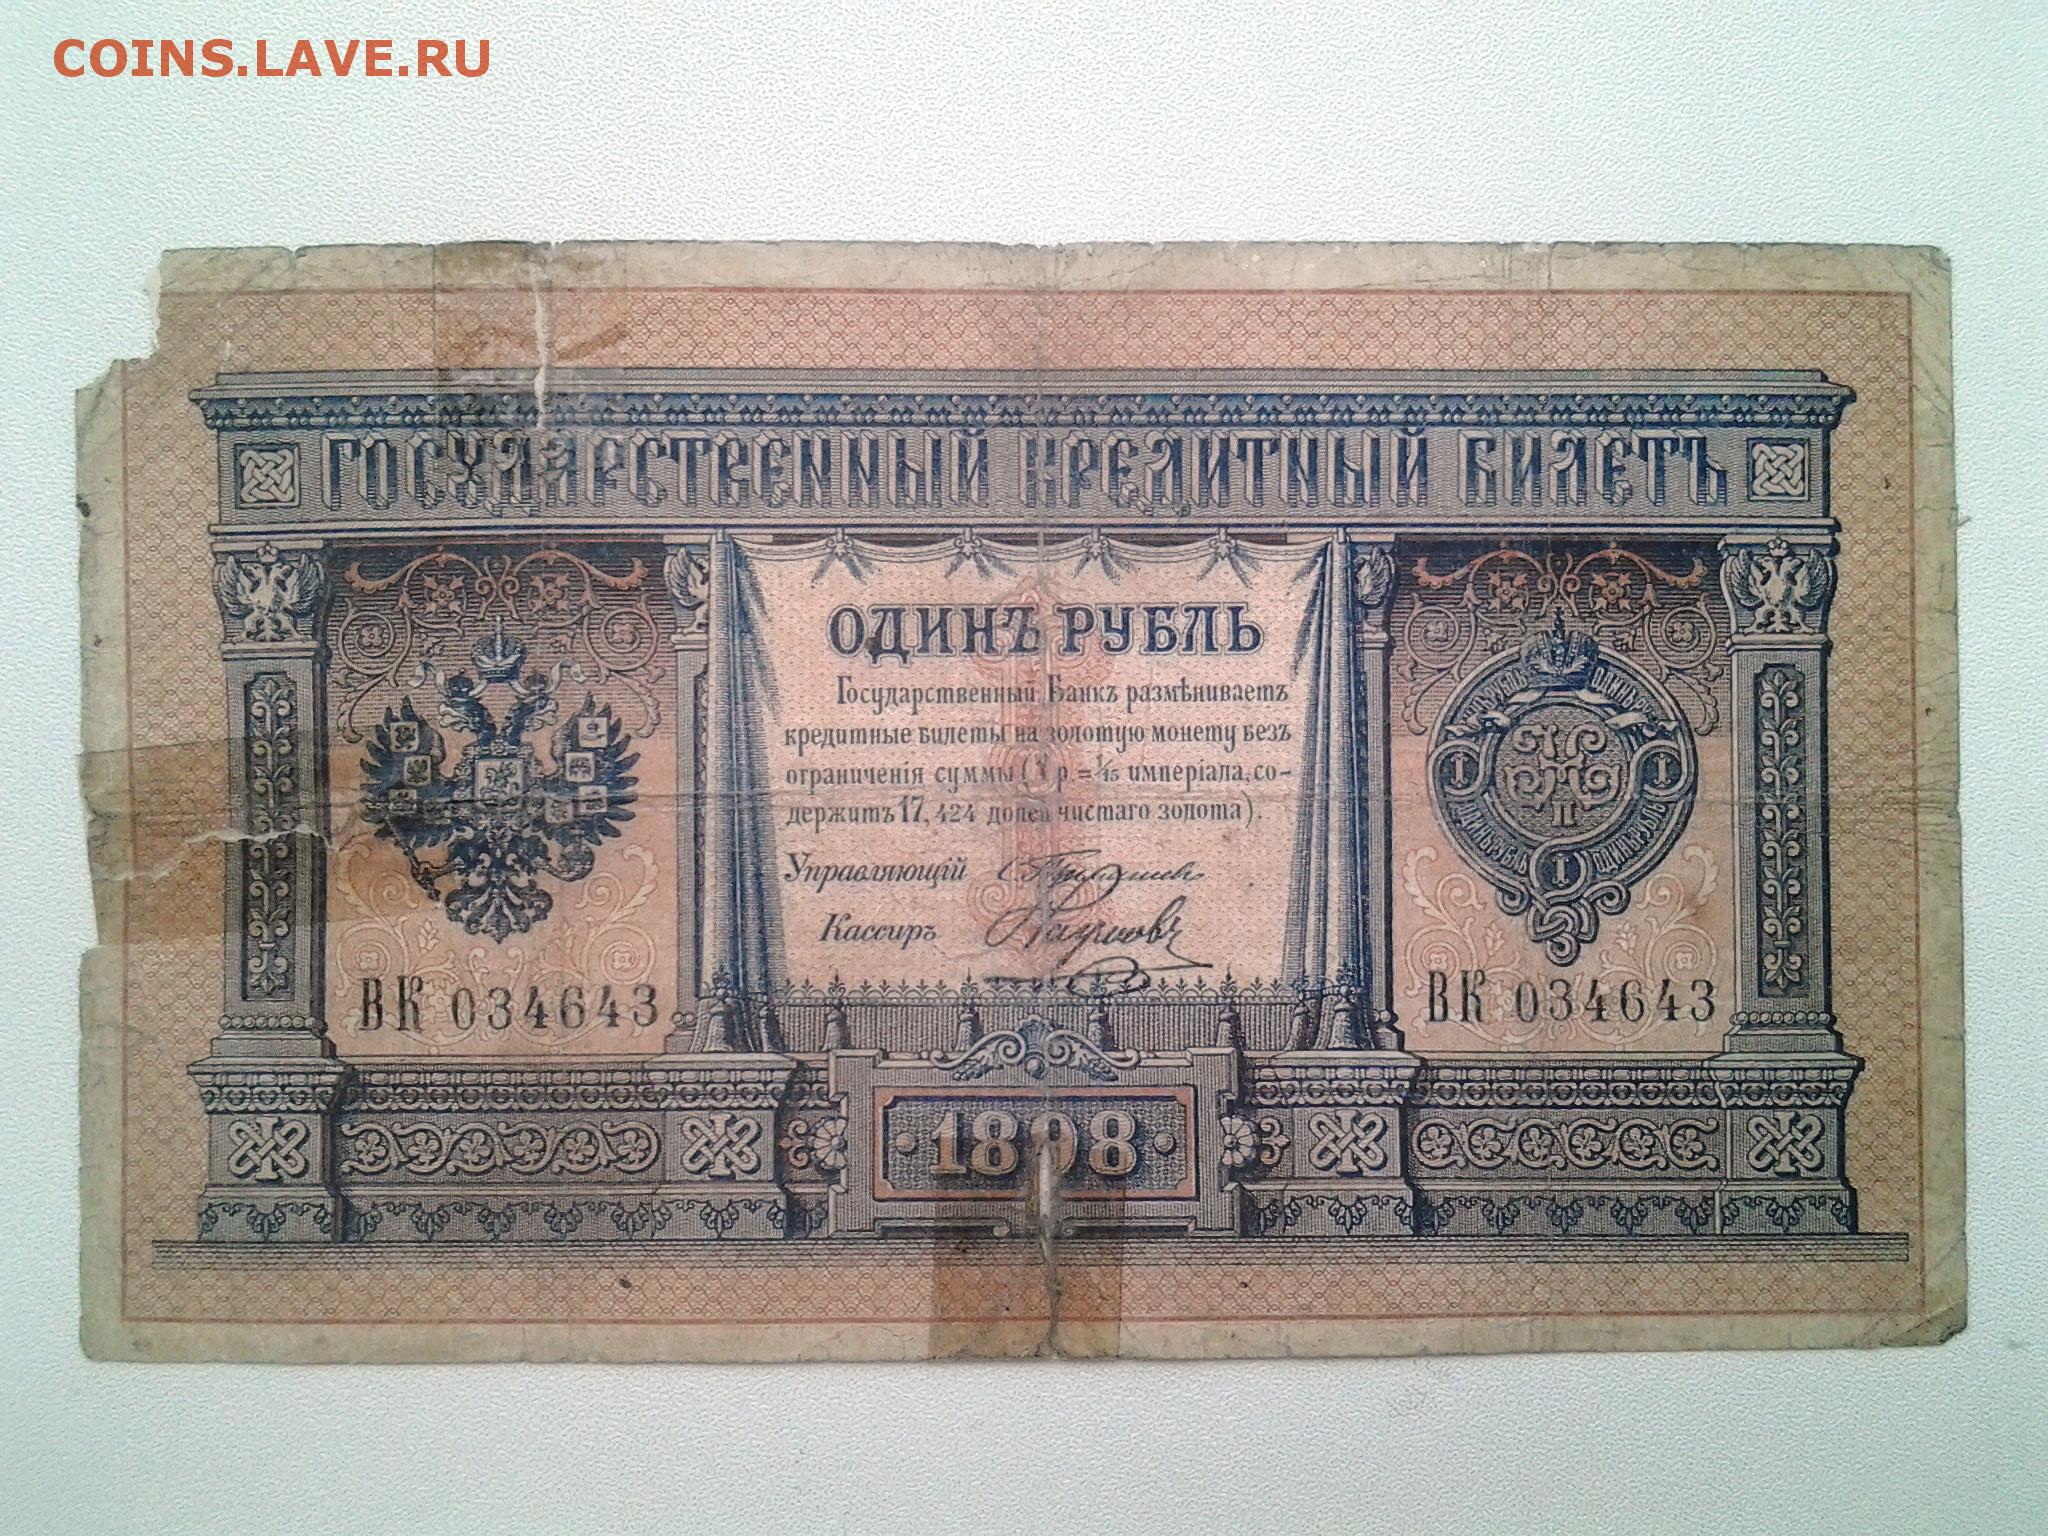 COINS.LAVE.RU
ГОСУДАРСТВЕННЫЙ КРЕДИТНЫЙ БИЛЕТЪ
ОДИНЪ РУБЛЬ
Государственный Банкъ размѣниваетъ
кредитные билеты на золотую монету безъ
ограниченія суммы (1 р. = 1/15 имперіала, со-
держитъ 17,424 долей чистаго золота).
Управляющій
Кассиръ
ВК 034643
ВК 034643
1898